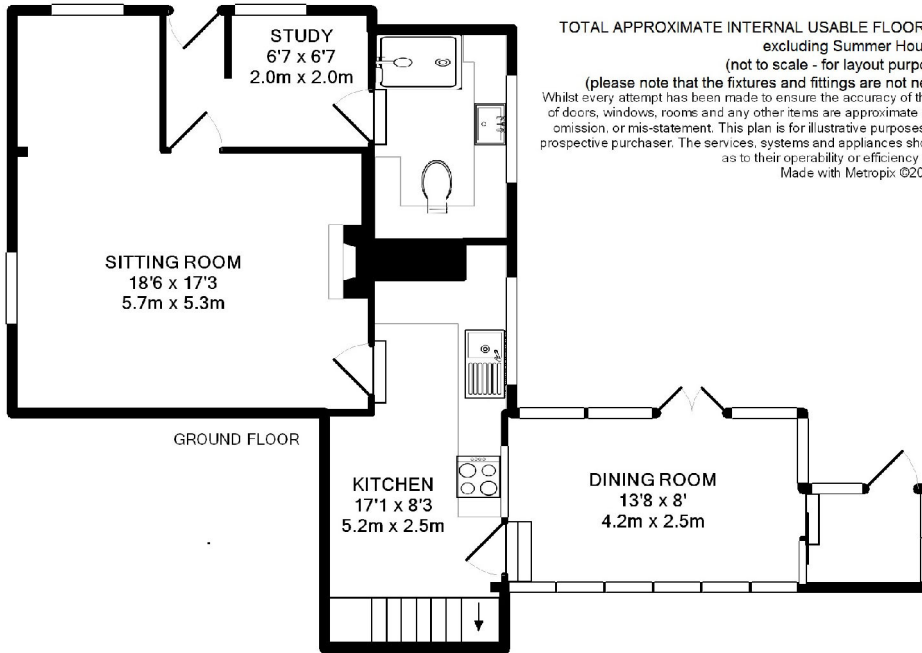 TOTAL APPROXIMATE INTERNAL USABLE FLOOR
excluding Summer Hou
(not to scale - for layout purpo
(please note that the fixtures and fittings are not ne
Whilst every attempt has been made to ensure the accuracy of th
of doors, windows, rooms and any other items are approximate
omission, or mis-statement. This plan is for illustrative purposes
prospective purchaser. The services, systems and appliances sho
as to their operability or efficiency
Made with Metropix ©20
STUDY
6'7 x 6'7
2.0m x 2.0m
SITTING ROOM
18'6 x 17'3
5.7m x 5.3m
GROUND FLOOR
KITCHEN
17'1 x 8'3
5.2m x 2.5m
DINING ROOM
13'8 x 8'
4.2m x 2.5m